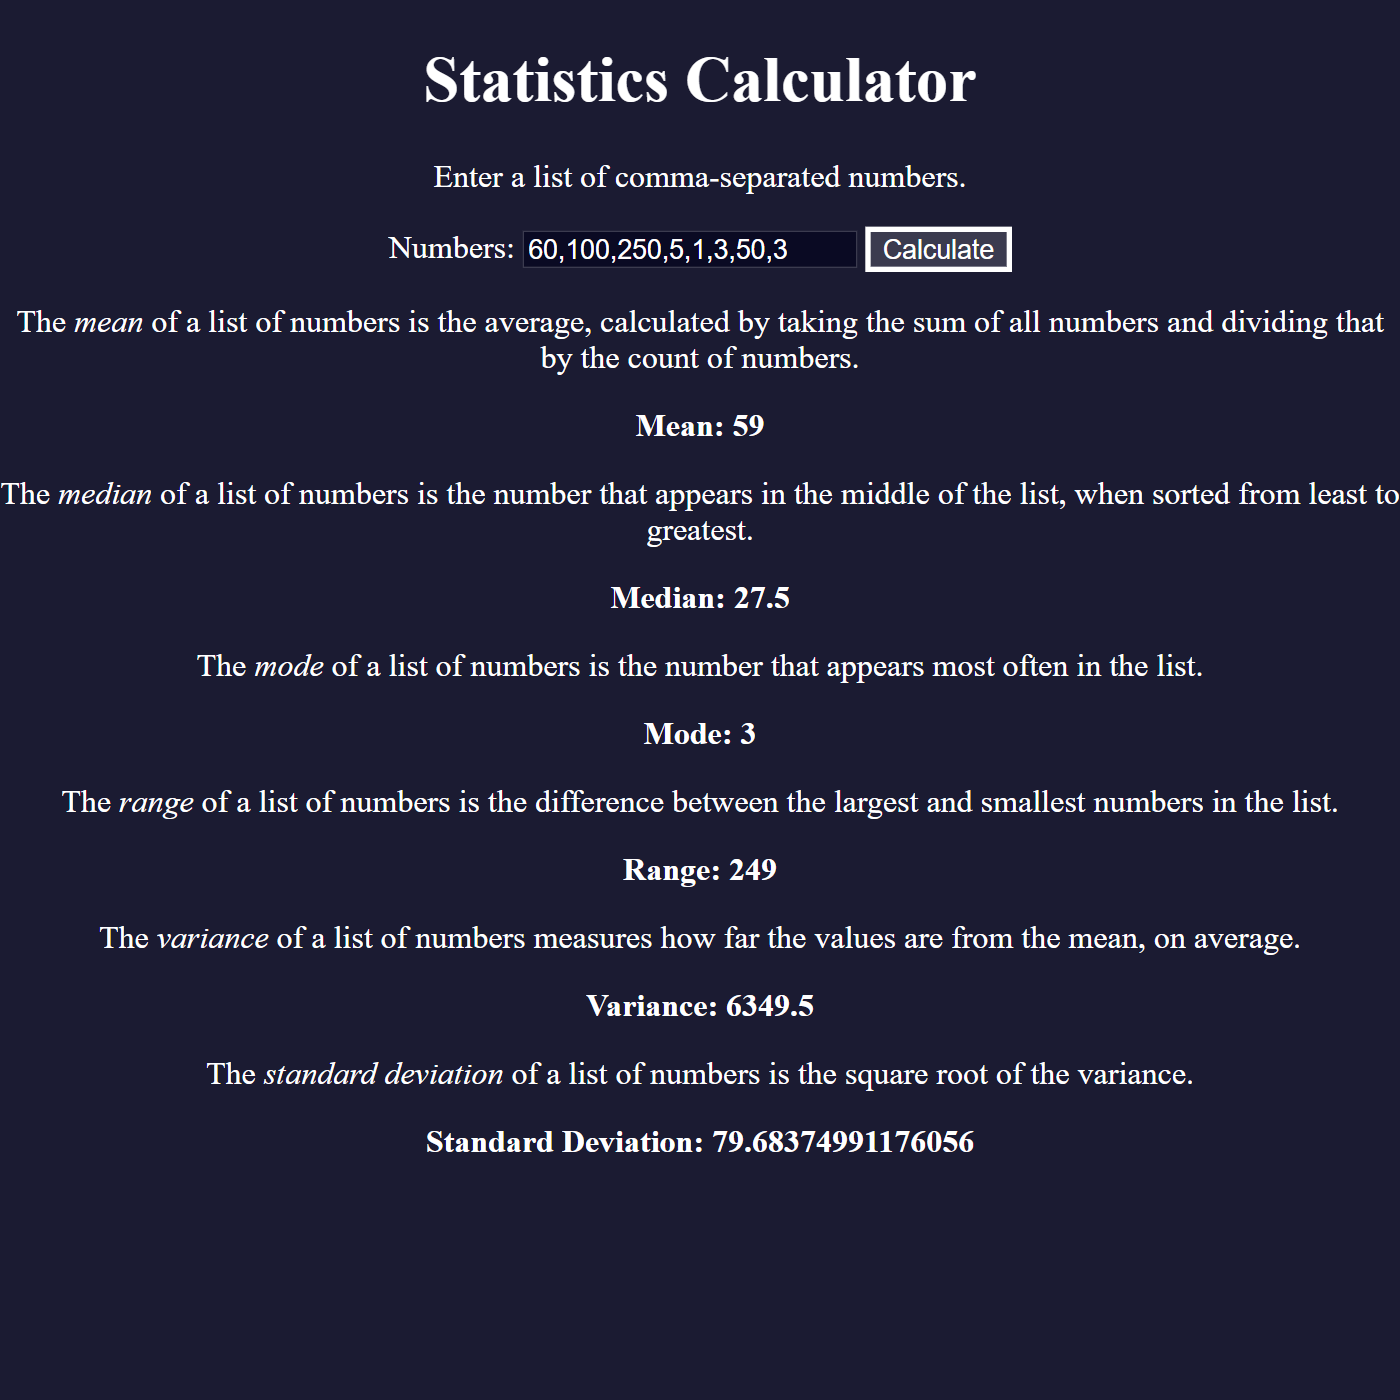 Statistics Calculator
Enter a list of comma-separated numbers.
Numbers: 60,100,250,5,1,3,50,3 Calculate
The mean of a list of numbers is the average, calculated by taking the sum of all numbers and dividing that
by the count of numbers.
Mean: 59
The median of a list of numbers is the number that appears in the middle of the list, when sorted from least to
greatest.
Median: 27.5
The mode of a list of numbers is the number that appears most often in the list.
Mode: 3
The range of a list of numbers is the difference between the largest and smallest numbers in the list.
Range: 249
The variance of a list of numbers measures how far the values are from the mean, on average.
Variance: 6349.5
The standard deviation of a list of numbers is the square root of the variance.
Standard Deviation: 79.68374991176056